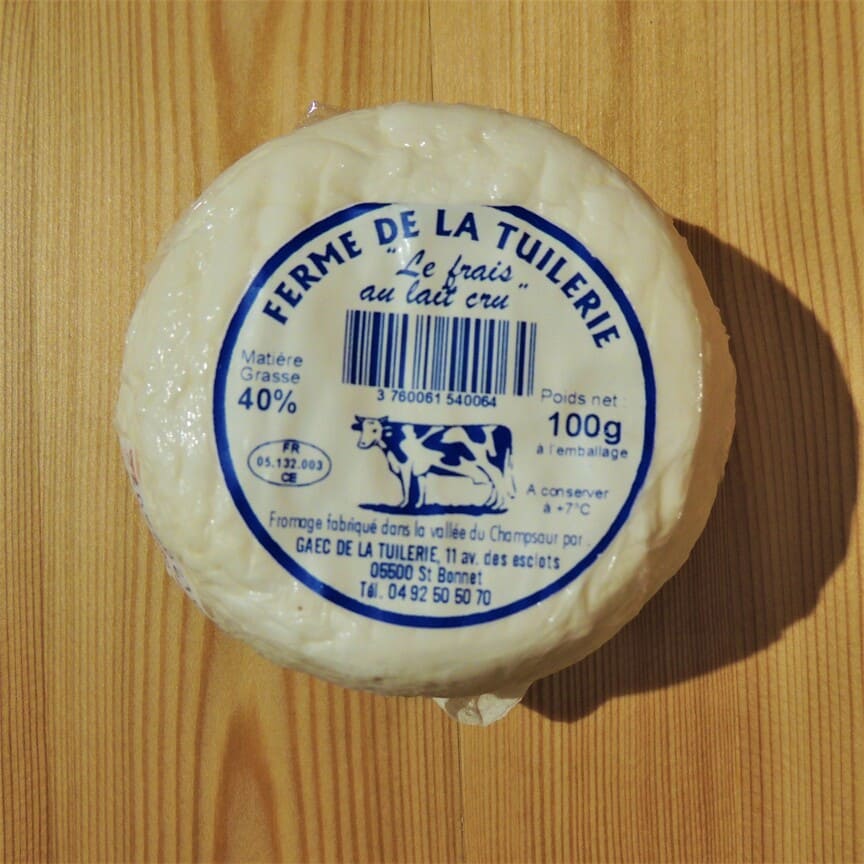 FERME DE LA TUILERIE
"Le frais
au lait cru"
3 760061 540064
Matière
Grasse
40%
Poids net :
100g
à l'emballage
FR
05.132.003
CE
A conserver
à +7°C
Fromage fabriqué dans la vallée du Champsaur par :
GAEC DE LA TUILERIE, 11 av. des esclots
05500 St Bonnet
Tél. 04 92 50 50 70